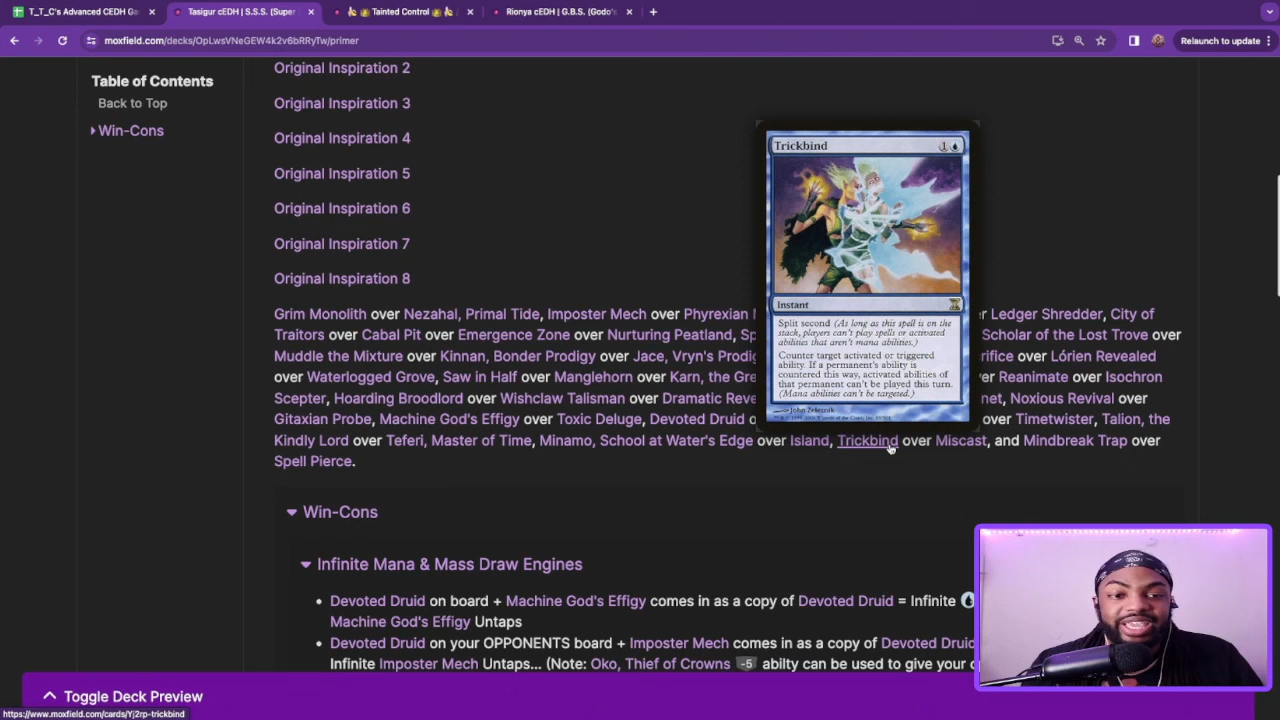 T_T_C's Advanced CEDH Ga
Tasigur cEDH | S.S.S. (Super
Tainted Control
Rionya cEDH | G.B.S. (Godo's
moxfield.com/decks/OpLwsVNeGEW4k2v6bRRyTw/primer
Relaunch to update
Table of Contents
Back to Top
Win-Cons
Original Inspiration 2
Original Inspiration 3
Original Inspiration 4
Original Inspiration 5
Original Inspiration 6
Original Inspiration 7
Original Inspiration 8
Grim Monolith over Nezahal, Primal Tide, Imposter Mech over Phyrexian Ledger Shredder, City of
Traitors over Cabal Pit over Emergence Zone over Nurturing Peatland, Sp Scholar of the Lost Trove over
Muddle the Mixture over Kinnan, Bonder Prodigy over Jace, Vryn's Prodig rifice over Lórien Revealed
over Waterlogged Grove, Saw in Half over Manglehorn over Karn, the Gre Reanimate over Isochron
Scepter, Hoarding Broodlord over Wishclaw Talisman over Dramatic Reve net, Noxious Revival over
Gitaxian Probe, Machine God's Effigy over Toxic Deluge, Devoted Druid o over Timetwister, Talion, the
Kindly Lord over Teferi, Master of Time, Minamo, School at Water's Edge over Island, Trickbind over Miscast, and Mindbreak Trap over
Spell Pierce.
Trickbind 1
Instant
Split second (As long as this spell is on the
stack, players can't play spells or activated
abilities that aren't mana abilities.)
Counter target activated or triggered
ability. If a permanent's ability is
countered this way, activated abilities of
that permanent can't be played this turn.
(Mana abilities can't be targeted.)
Win-Cons
Infinite Mana & Mass Draw Engines
Devoted Druid on board + Machine God's Effigy comes in as a copy of Devoted Druid = Infinite
Machine God's Effigy Untaps
Devoted Druid on your OPPONENTS board + Imposter Mech comes in as a copy of Devoted Druid
Infinite Imposter Mech Untaps... (Note: Oko, Thief of Crowns -5 abilty can be used to give your
Toggle Deck Preview
https://www.moxfield.com/cards/Yj2rp-trickbind